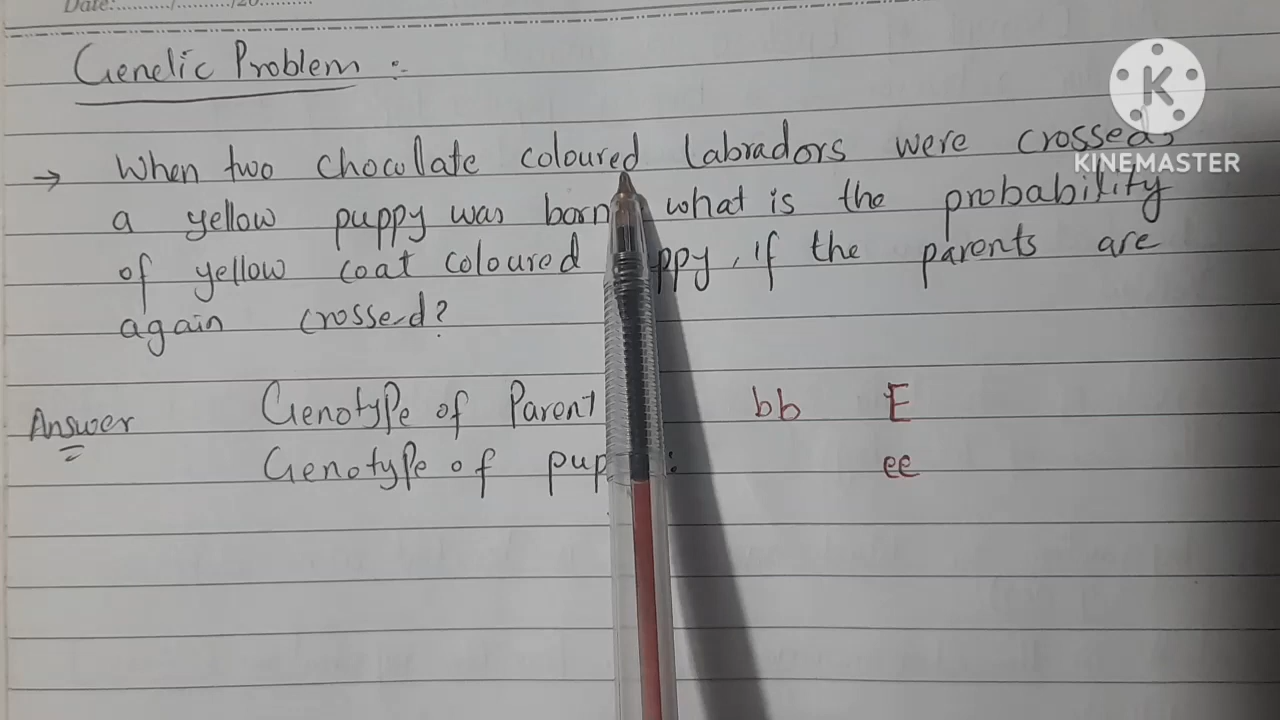 Date:............/............/20............
Genetic Problem :-
K
KINEMASTER
→ When two chocolate coloured labradors were crossed,
a yellow puppy was born what is the probability
of yellow coat coloured ppy, if the parents are
again crossed?
Answer Genotype of Parent bb E
Genotype of pup : ee